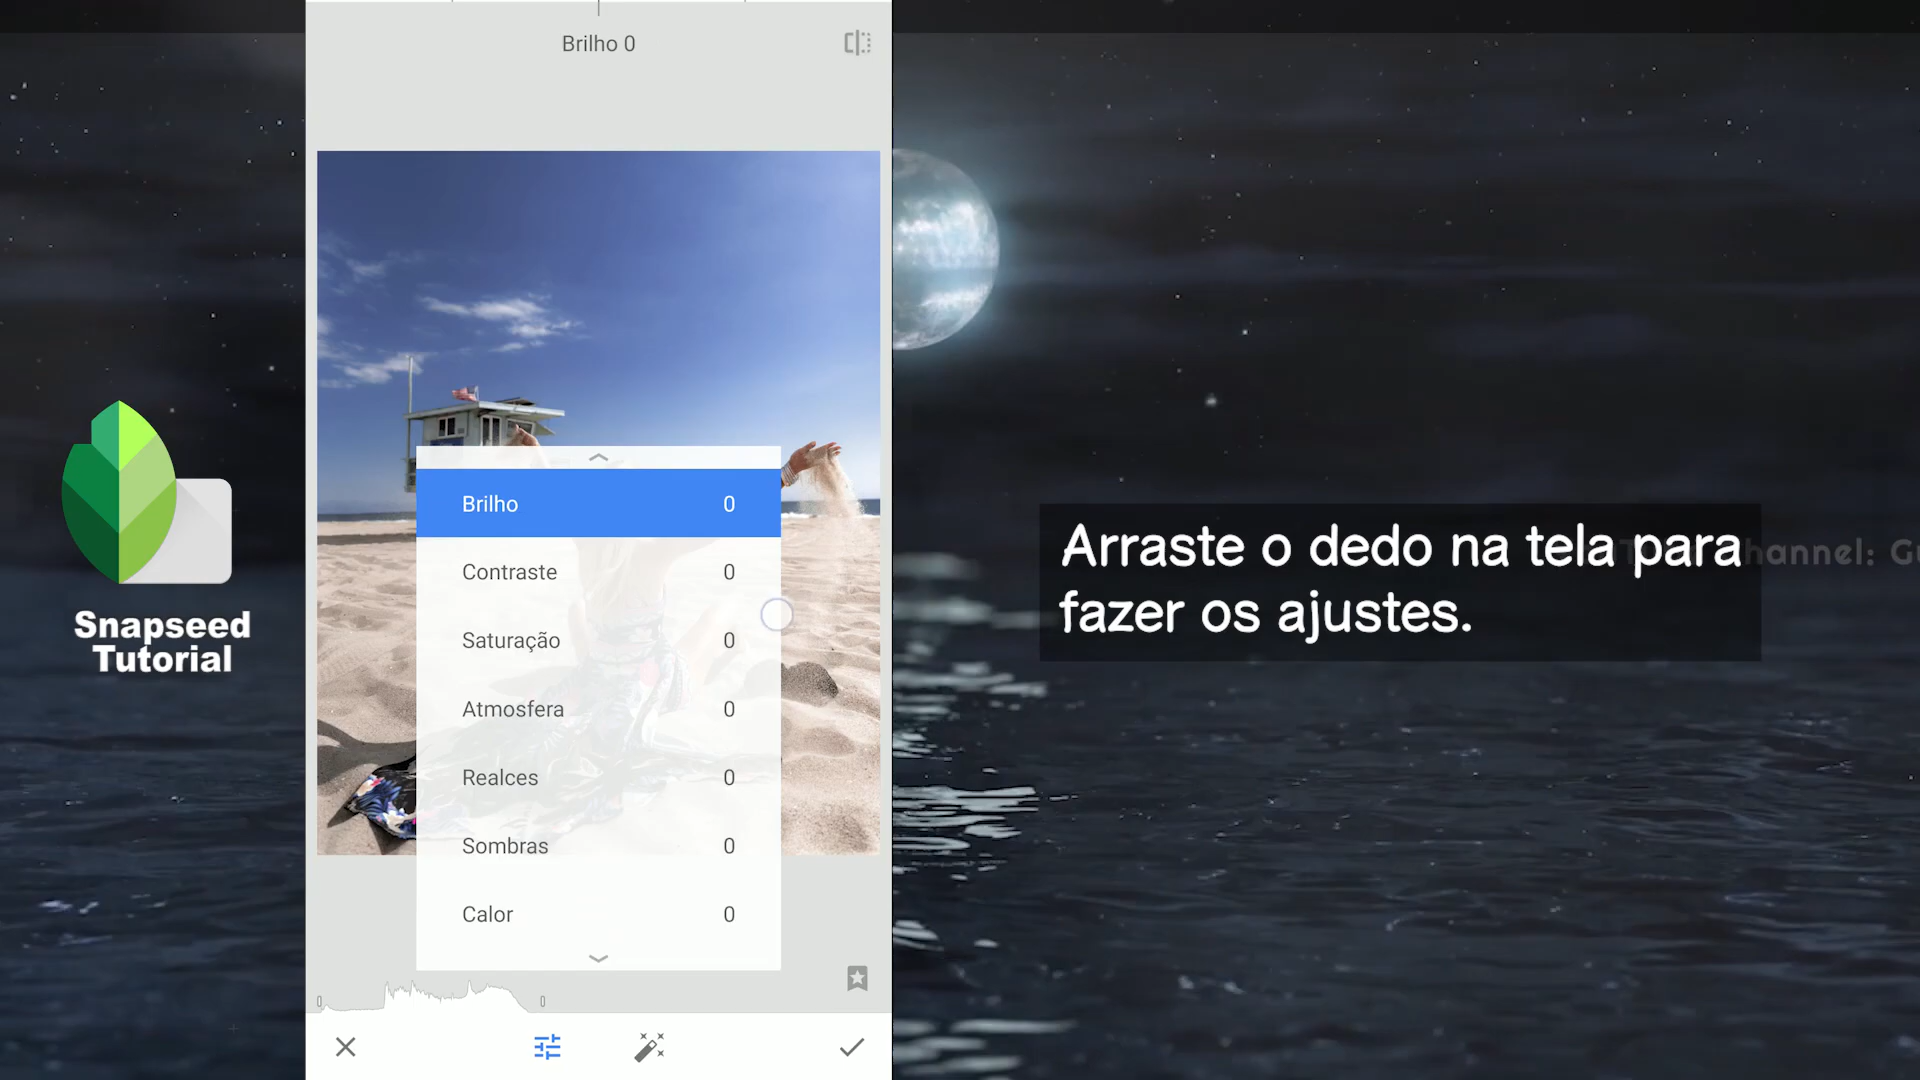 Brilho 0
Brilho 0
Contraste 0
Saturação 0
Atmosfera 0
Realces 0
Sombras 0
Calor 0
Snapseed
Tutorial
Arraste o dedo na tela para
fazer os ajustes.